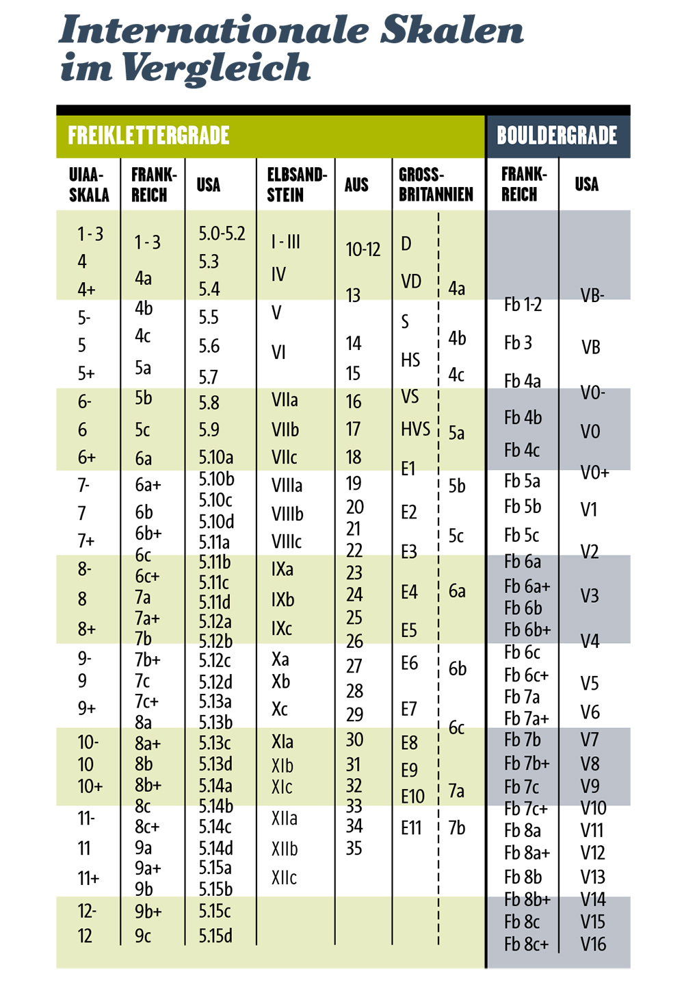 Internationale Skalen
im Vergleich
FREIKLETTERGRADE BOULDERGRADE
UIAA-
SKALA
FRANK-
REICH
USA
ELBSAND-
STEIN
AUS
GROSS-
BRITANNIEN
FRANK-
REICH
USA
1 - 3
4
4+
5-
5
5+
6-
6
6+
7-
7
7+
8-
8
8+
9-
9
9+
10-
10
10+
11-
11
11+
12-
12
1 - 3
4a
4b
4c
5a
5b
5c
6a
6a+
6b
6b+
6c
6c+
7a
7a+
7b
7b+
7c
7c+
8a
8a+
8b
8b+
8c
8c+
9a
9a+
9b
9b+
9c
5.0-5.2
5.3
5.4
5.5
5.6
5.7
5.8
5.9
5.10a
5.10b
5.10c
5.10d
5.11a
5.11b
5.11c
5.11d
5.12a
5.12b
5.12c
5.12d
5.13a
5.13b
5.13c
5.13d
5.14a
5.14b
5.14c
5.14d
5.15a
5.15b
5.15c
5.15d
I - III
IV
V
VI
VIIa
VIIb
VIIc
VIIIa
VIIIb
VIIIc
IXa
IXb
IXc
Xa
Xb
Xc
XIa
XIb
XIc
XIIa
XIIb
XIIc
10-12
13
14
15
16
17
18
19
20
21
22
23
24
25
26
27
28
29
30
31
32
33
34
35
D
VD
S
HS
VS
HVS
E1
E2
E3
E4
E5
E6
E7
E8
E9
E10
E11
4a
4b
4c
5a
5b
5c
6a
6b
6c
7a
7b
Fb 1-2
Fb 3
Fb 4a
Fb 4b
Fb 4c
Fb 5a
Fb 5b
Fb 5c
Fb 6a
Fb 6a+
Fb 6b
Fb 6b+
Fb 6c
Fb 6c+
Fb 7a
Fb 7a+
Fb 7b
Fb 7b+
Fb 7c
Fb 7c+
Fb 8a
Fb 8a+
Fb 8b
Fb 8b+
Fb 8c
Fb 8c+
VB-
VB
V0-
V0
V0+
V1
V2
V3
V4
V5
V6
V7
V8
V9
V10
V11
V12
V13
V14
V15
V16